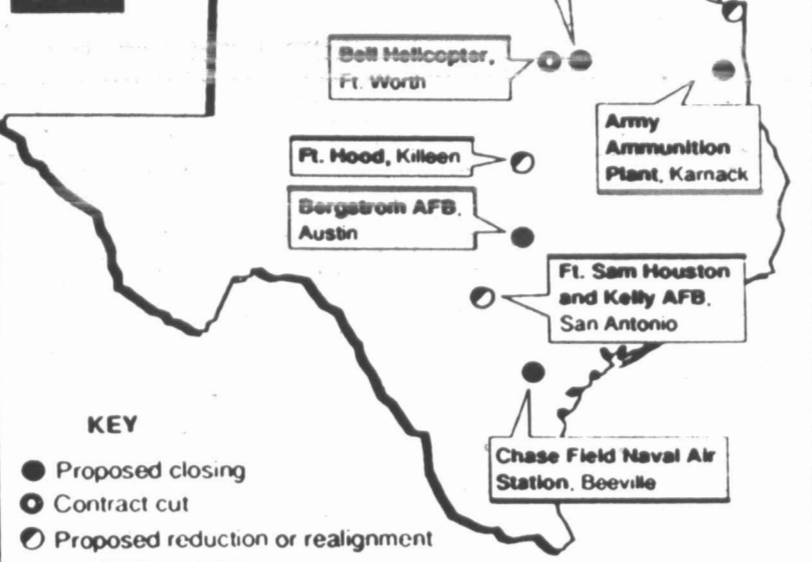 Bell Helicopter,
Ft. Worth
Army
Ammunition
Plant, Karnack
Ft. Hood, Killeen
Bergstrom AFB,
Austin
Ft. Sam Houston
and Kelly AFB,
San Antonio
Chase Field Naval Air
Station, Beeville
KEY
Proposed closing
Contract cut
Proposed reduction or realignment